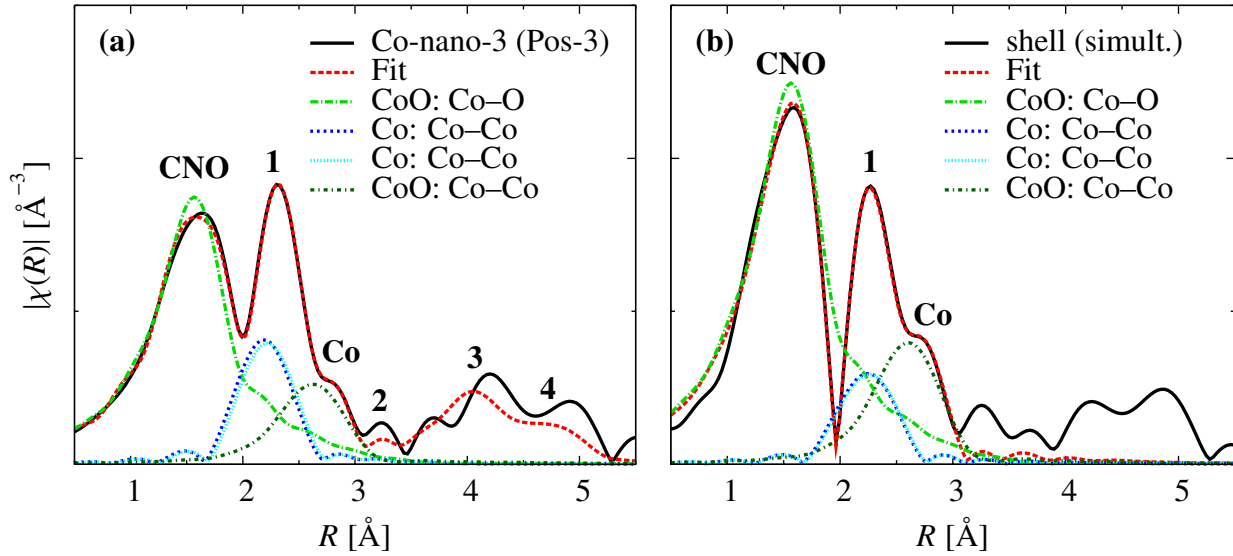 (a)
Co-nano-3 (Pos-3)
Fit
CoO: Co–O
Co: Co–Co
Co: Co–Co
CoO: Co–Co
CNO
1
Co
2
3
4
1
2
3
4
5
R [Å]
|χ(R)| [Å⁻³]
(b)
shell (simult.)
Fit
CoO: Co–O
Co: Co–Co
Co: Co–Co
CoO: Co–Co
CNO
1
Co
1
2
3
4
5
R [Å]